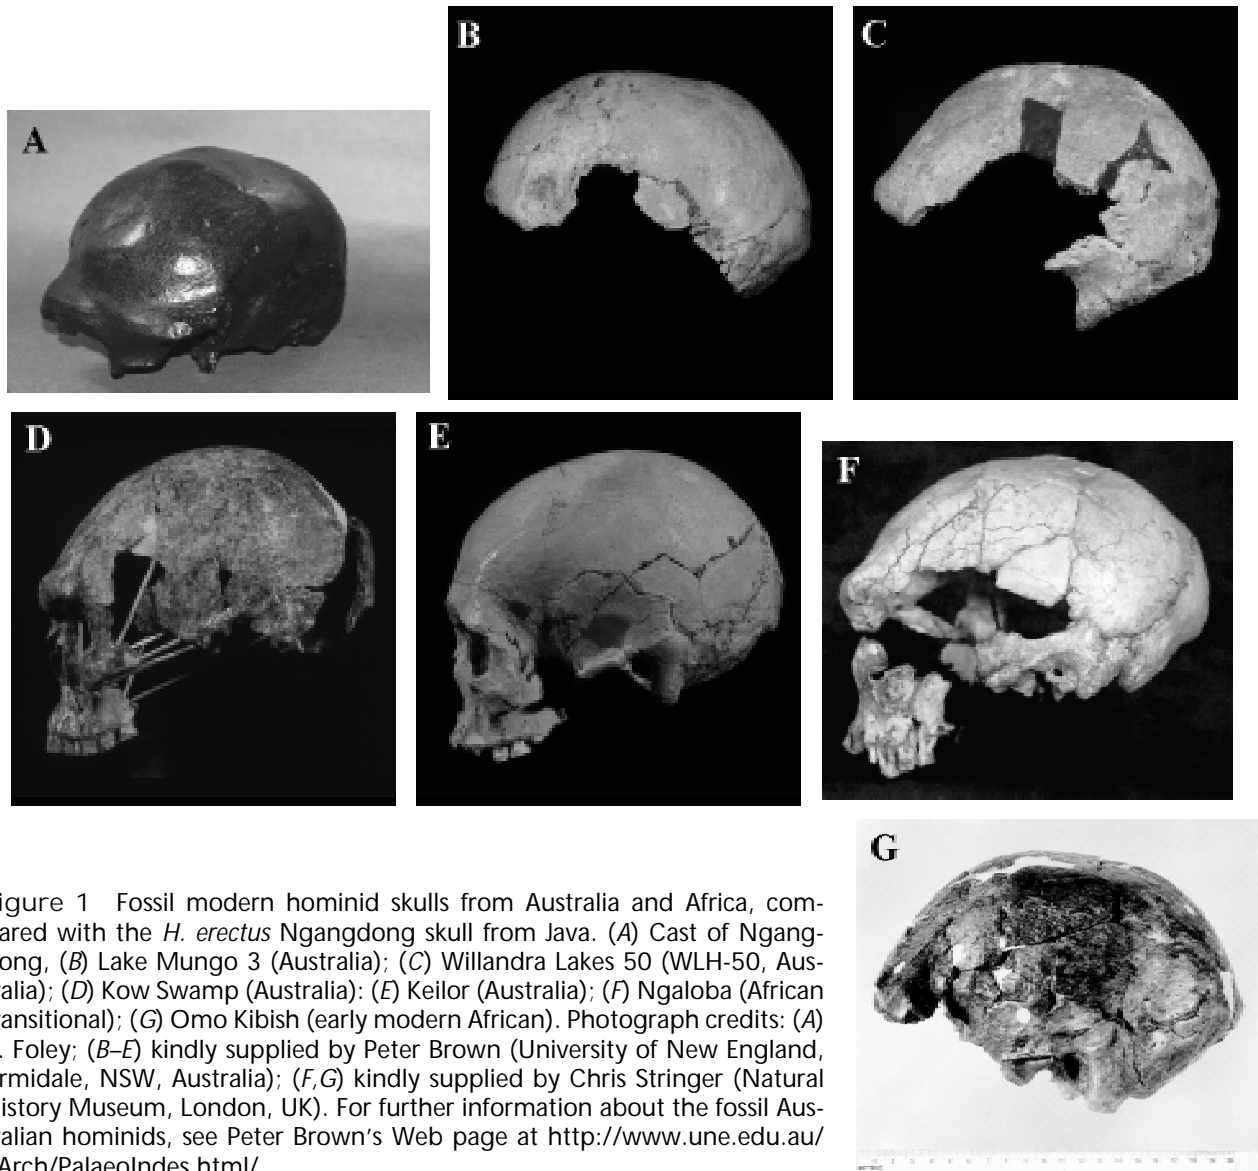 A
B
C
D
E
F
G
igure 1 Fossil modern hominid skulls from Australia and Africa, com-
ared with the H. erectus Ngangdong skull from Java. (A) Cast of Ngang-
ong, (B) Lake Mungo 3 (Australia); (C) Willandra Lakes 50 (WLH-50, Aus-
ralia); (D) Kow Swamp (Australia): (E) Keilor (Australia); (F) Ngaloba (African
ransitional); (G) Omo Kibish (early modern African). Photograph credits: (A)
. Foley; (B–E) kindly supplied by Peter Brown (University of New England,
rmidale, NSW, Australia); (F,G) kindly supplied by Chris Stringer (Natural
istory Museum, London, UK). For further information about the fossil Aus-
ralian hominids, see Peter Brown's Web page at http://www.une.edu.au/
Arch/PalaeoIndes.html/